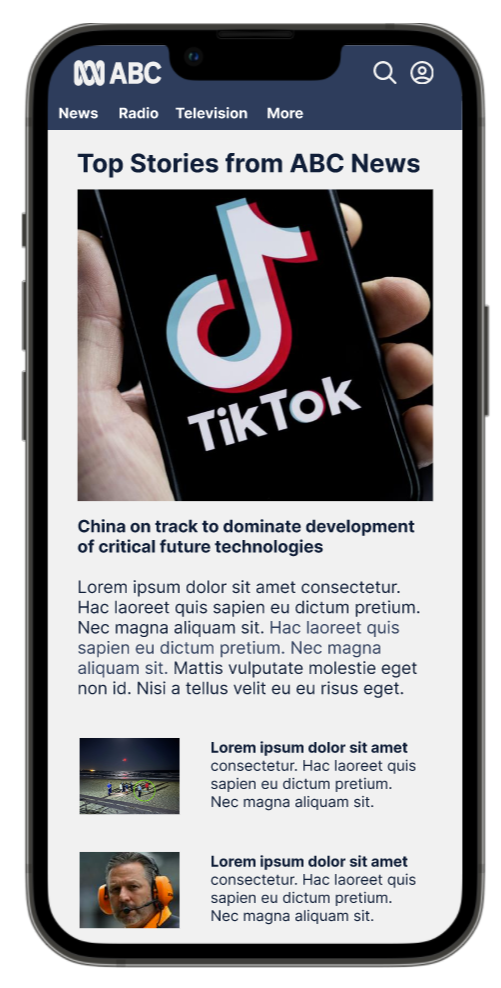 ABC
News Radio Television More
Top Stories from ABC News
TikTok
China on track to dominate development
of critical future technologies
Lorem ipsum dolor sit amet consectetur.
Hac laoreet quis sapien eu dictum pretium.
Nec magna aliquam sit. Hac laoreet quis
sapien eu dictum pretium. Nec magna
aliquam sit. Mattis vulputate molestie eget
non id. Nisi a tellus velit eu eu risus eget.
Lorem ipsum dolor sit amet
consectetur. Hac laoreet quis
sapien eu dictum pretium.
Nec magna aliquam sit.
Lorem ipsum dolor sit amet
consectetur. Hac laoreet quis
sapien eu dictum pretium.
Nec magna aliquam sit.